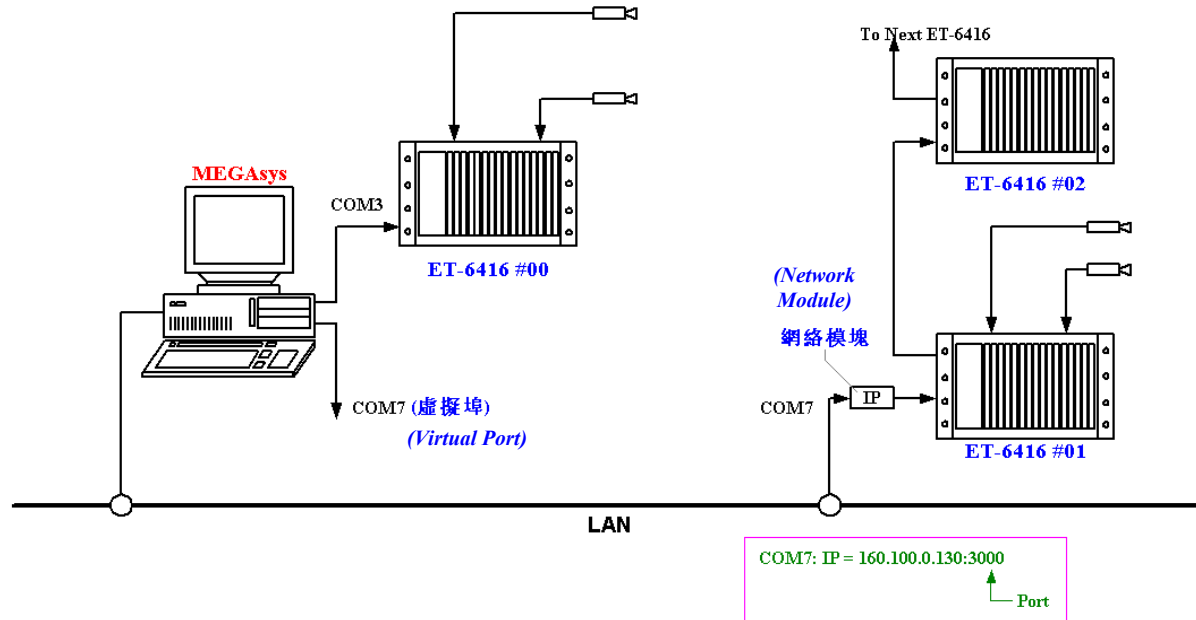 To Next ET-6416
MEGAsys
COM3
ET-6416 #00
ET-6416 #02
(Network
Module)
網絡模塊
COM7 (虛擬埠)
(Virtual Port)
COM7
IP
ET-6416 #01
LAN
COM7: IP = 160.100.0.130:3000
Port